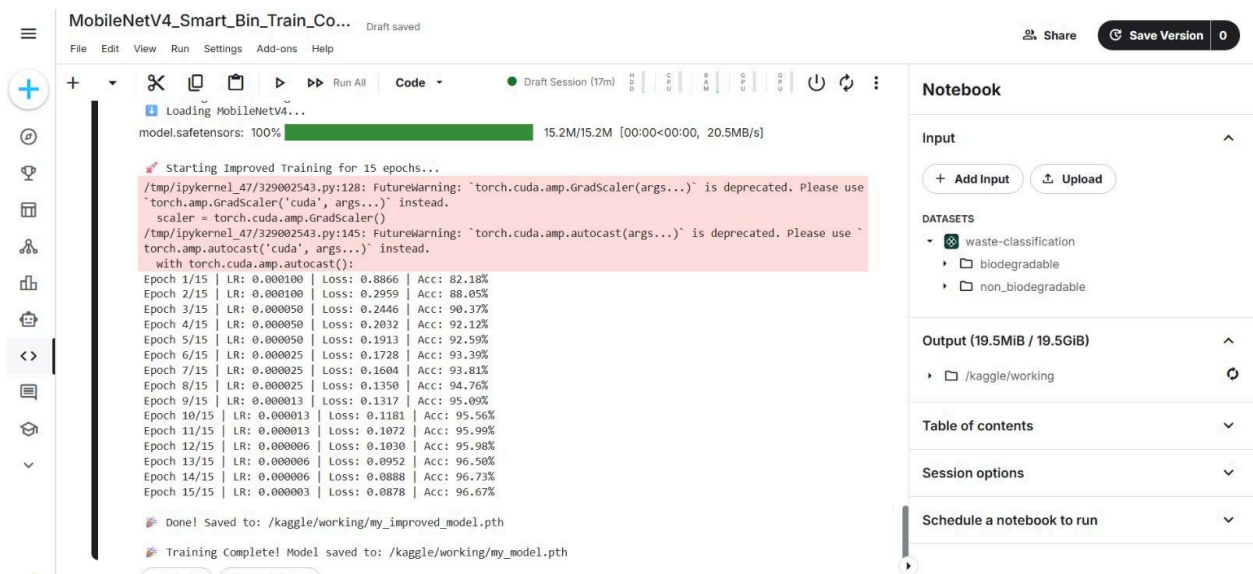 MobileNetV4_Smart_Bin_Train_Co... Draft saved
File Edit View Run Settings Add-ons Help
Share
Save Version 0
Run All Code Draft Session (17m) HDD CPU RAM GPU GPU
Loading MobileNetV4...
model.safetensors: 100% 15.2M/15.2M [00:00<00:00, 20.5MB/s]
🚀 Starting Improved Training for 15 epochs...
/tmp/ipykernel_47/329002543.py:128: FutureWarning: `torch.cuda.amp.GradScaler(args...)` is deprecated. Please use
`torch.amp.GradScaler('cuda', args...)` instead.
scaler = torch.cuda.amp.GradScaler()
/tmp/ipykernel_47/329002543.py:145: FutureWarning: `torch.cuda.amp.autocast(args...)` is deprecated. Please use `
torch.amp.autocast('cuda', args...)` instead.
with torch.cuda.amp.autocast():
Epoch 1/15 | LR: 0.000100 | Loss: 0.8866 | Acc: 82.18%
Epoch 2/15 | LR: 0.000100 | Loss: 0.2959 | Acc: 88.05%
Epoch 3/15 | LR: 0.000050 | Loss: 0.2446 | Acc: 90.37%
Epoch 4/15 | LR: 0.000050 | Loss: 0.2032 | Acc: 92.12%
Epoch 5/15 | LR: 0.000050 | Loss: 0.1913 | Acc: 92.59%
Epoch 6/15 | LR: 0.000025 | Loss: 0.1728 | Acc: 93.39%
Epoch 7/15 | LR: 0.000025 | Loss: 0.1604 | Acc: 93.81%
Epoch 8/15 | LR: 0.000025 | Loss: 0.1350 | Acc: 94.76%
Epoch 9/15 | LR: 0.000013 | Loss: 0.1317 | Acc: 95.09%
Epoch 10/15 | LR: 0.000013 | Loss: 0.1181 | Acc: 95.56%
Epoch 11/15 | LR: 0.000013 | Loss: 0.1072 | Acc: 95.99%
Epoch 12/15 | LR: 0.000006 | Loss: 0.1030 | Acc: 95.98%
Epoch 13/15 | LR: 0.000006 | Loss: 0.0952 | Acc: 96.50%
Epoch 14/15 | LR: 0.000006 | Loss: 0.0888 | Acc: 96.73%
Epoch 15/15 | LR: 0.000003 | Loss: 0.0878 | Acc: 96.67%
🎉 Done! Saved to: /kaggle/working/my_improved_model.pth
🎉 Training Complete! Model saved to: /kaggle/working/my_model.pth
Notebook
Input
+ Add Input Upload
DATASETS
waste-classification
biodegradable
non_biodegradable
Output (19.5MiB / 19.5GiB)
/kaggle/working
Table of contents
Session options
Schedule a notebook to run